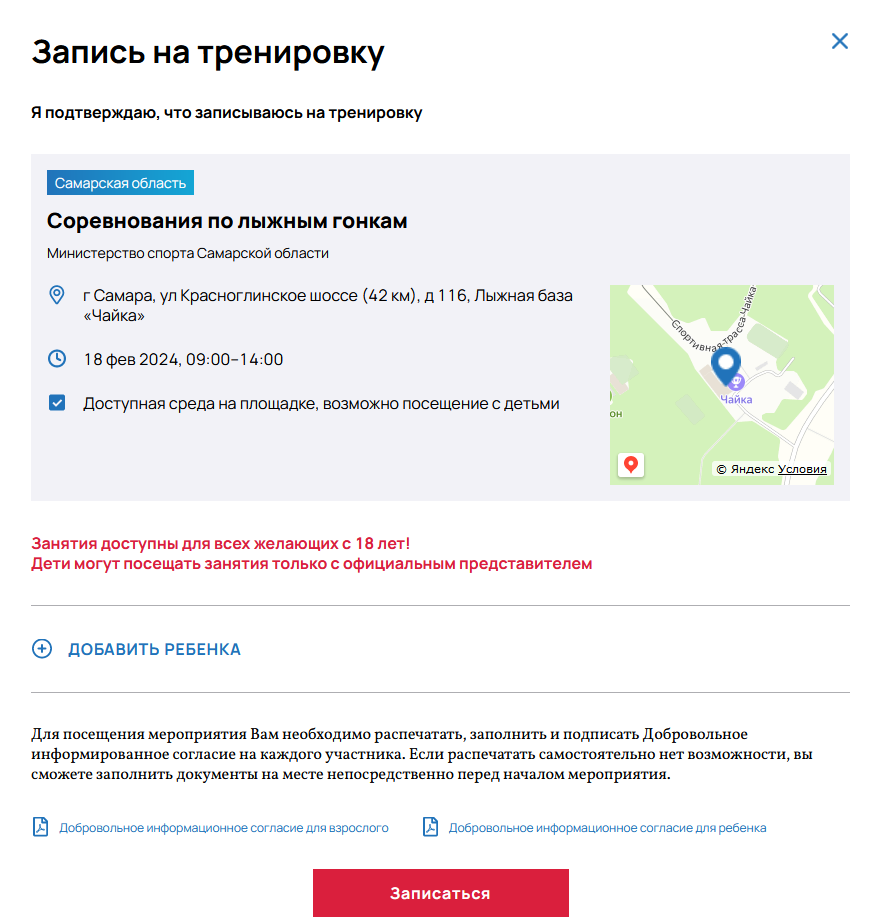 Запись на тренировку
Я подтверждаю, что записываюсь на тренировку
Самарская область
Соревнования по лыжным гонкам
Министерство спорта Самарской области
г Самара, ул Красноглинское шоссе (42 км), д 116, Лыжная база
«Чайка»
18 фев 2024, 09:00–14:00
Доступная среда на площадке, возможно посещение с детьми
Спортивная трасса Чайка
Чайка
он
© Яндекс Условия
Занятия доступны для всех желающих с 18 лет!
Дети могут посещать занятия только с официальным представителем
ДОБАВИТЬ РЕБЕНКА
Для посещения мероприятия Вам необходимо распечатать, заполнить и подписать Добровольное
информированное согласие на каждого участника. Если распечатать самостоятельно нет возможности, вы
сможете заполнить документы на месте непосредственно перед началом мероприятия.
Добровольное информационное согласие для взрослого
Добровольное информационное согласие для ребенка
Записаться